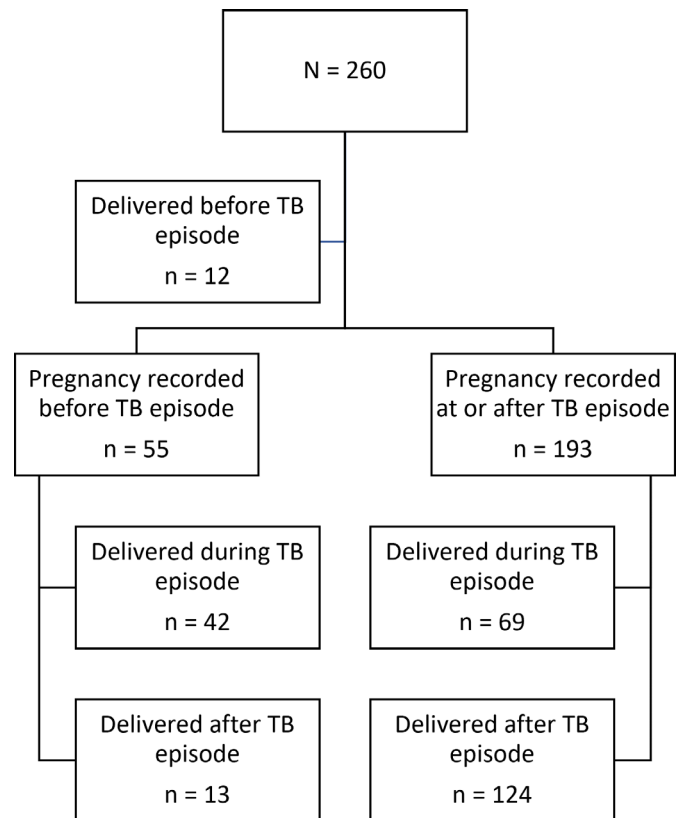 N = 260
Delivered before TB
episode
n = 12
Pregnancy recorded
before TB episode
n = 55
Pregnancy recorded
at or after TB episode
n = 193
Delivered during TB
episode
n = 42
Delivered during TB
episode
n = 69
Delivered after TB
episode
n = 13
Delivered after TB
episode
n = 124